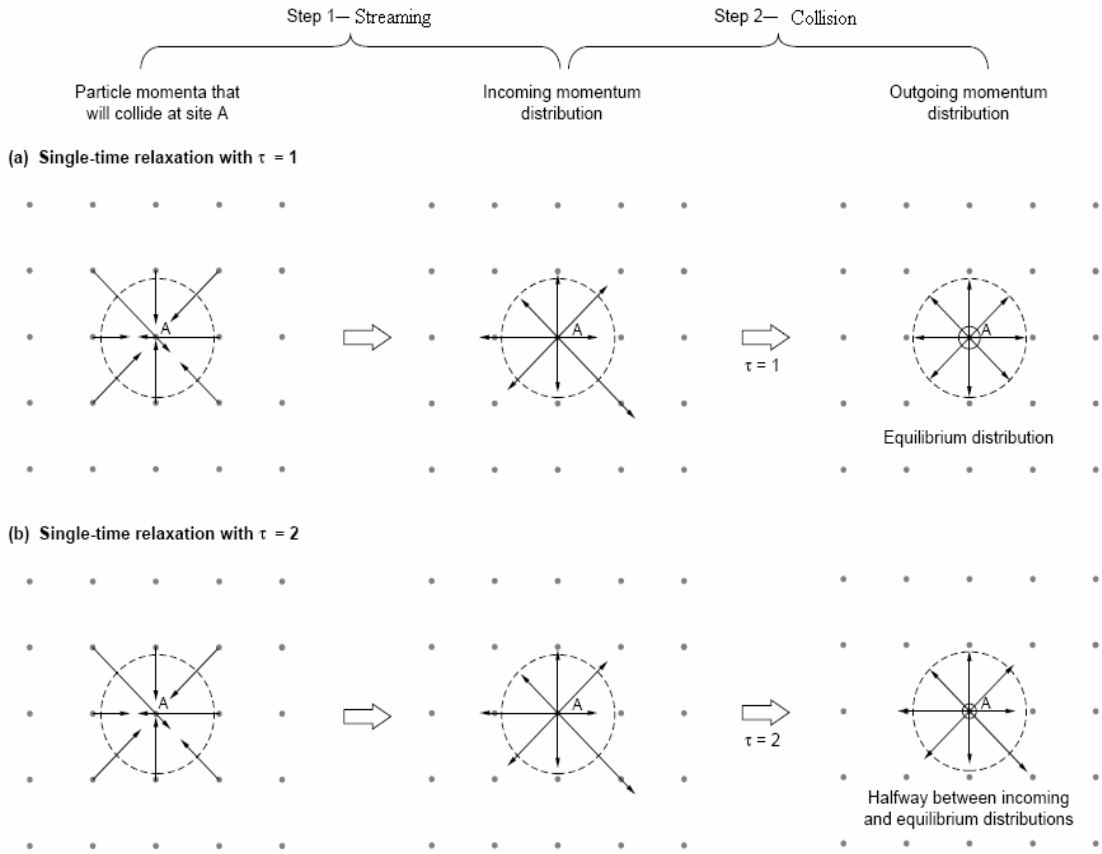 Step 1— Streaming
Step 2— Collision
Particle momenta that
will collide at site A
Incoming momentum
distribution
Outgoing momentum
distribution
(a) Single-time relaxation with τ = 1
A
A
A
τ = 1
Equilibrium distribution
(b) Single-time relaxation with τ = 2
A
A
A
τ = 2
Halfway between incoming
and equilibrium distributions